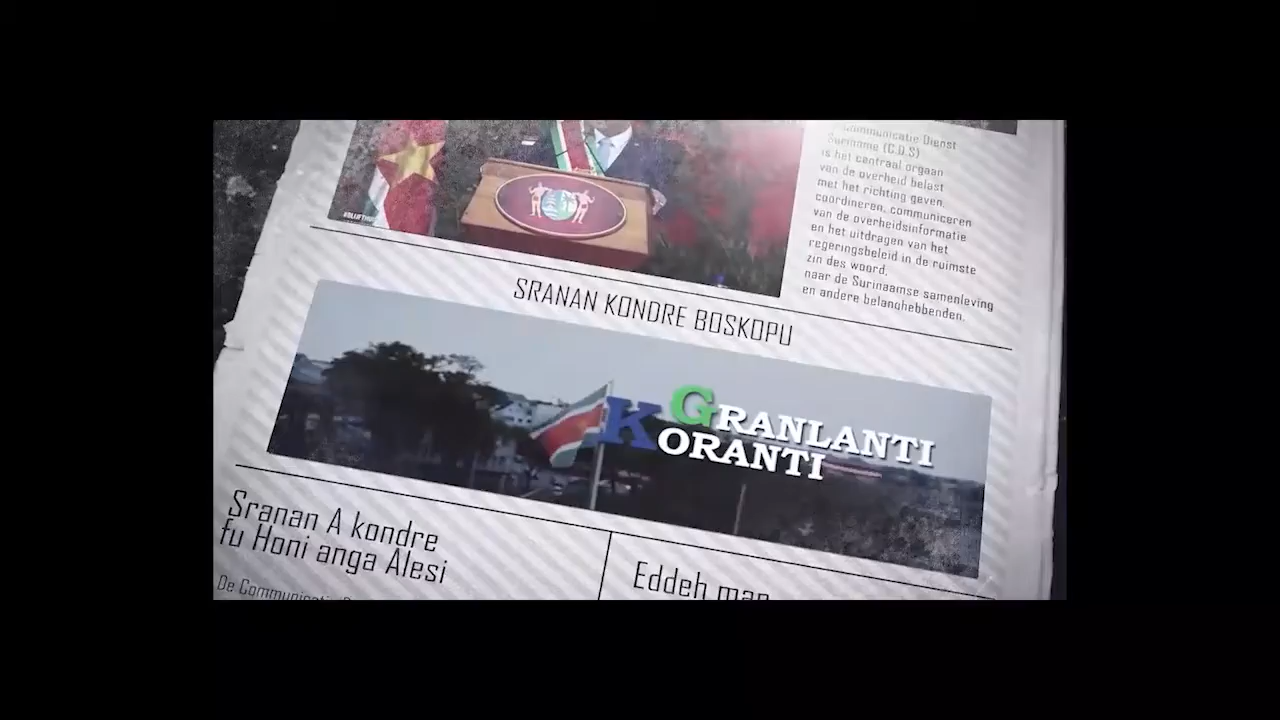 Communicatie Dienst
Suriname (C.D.S)
is het centraal orgaan
van de overheid belast
met het richting geven,
coordineren, communiceren
van de overheidsinformatie
en het uitdragen van het
regeringsbeleid in de ruimste
zin des woord,
naar de Surinaamse samenleving
en andere belanghebbenden.
SRANAN KONDRE BOSKOPU
GRANLANTI
KORANTI
Sranan A kondre
fu Honi anga Alesi
De
Eddeh man